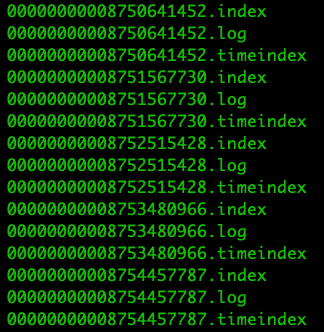 00000000008750641452.index
00000000008750641452.log
00000000008750641452.timeindex
00000000008751567730.index
00000000008751567730.log
00000000008751567730.timeindex
00000000008752515428.index
00000000008752515428.log
00000000008752515428.timeindex
00000000008753480966.index
00000000008753480966.log
00000000008753480966.timeindex
00000000008754457787.index
00000000008754457787.log
00000000008754457787.timeindex